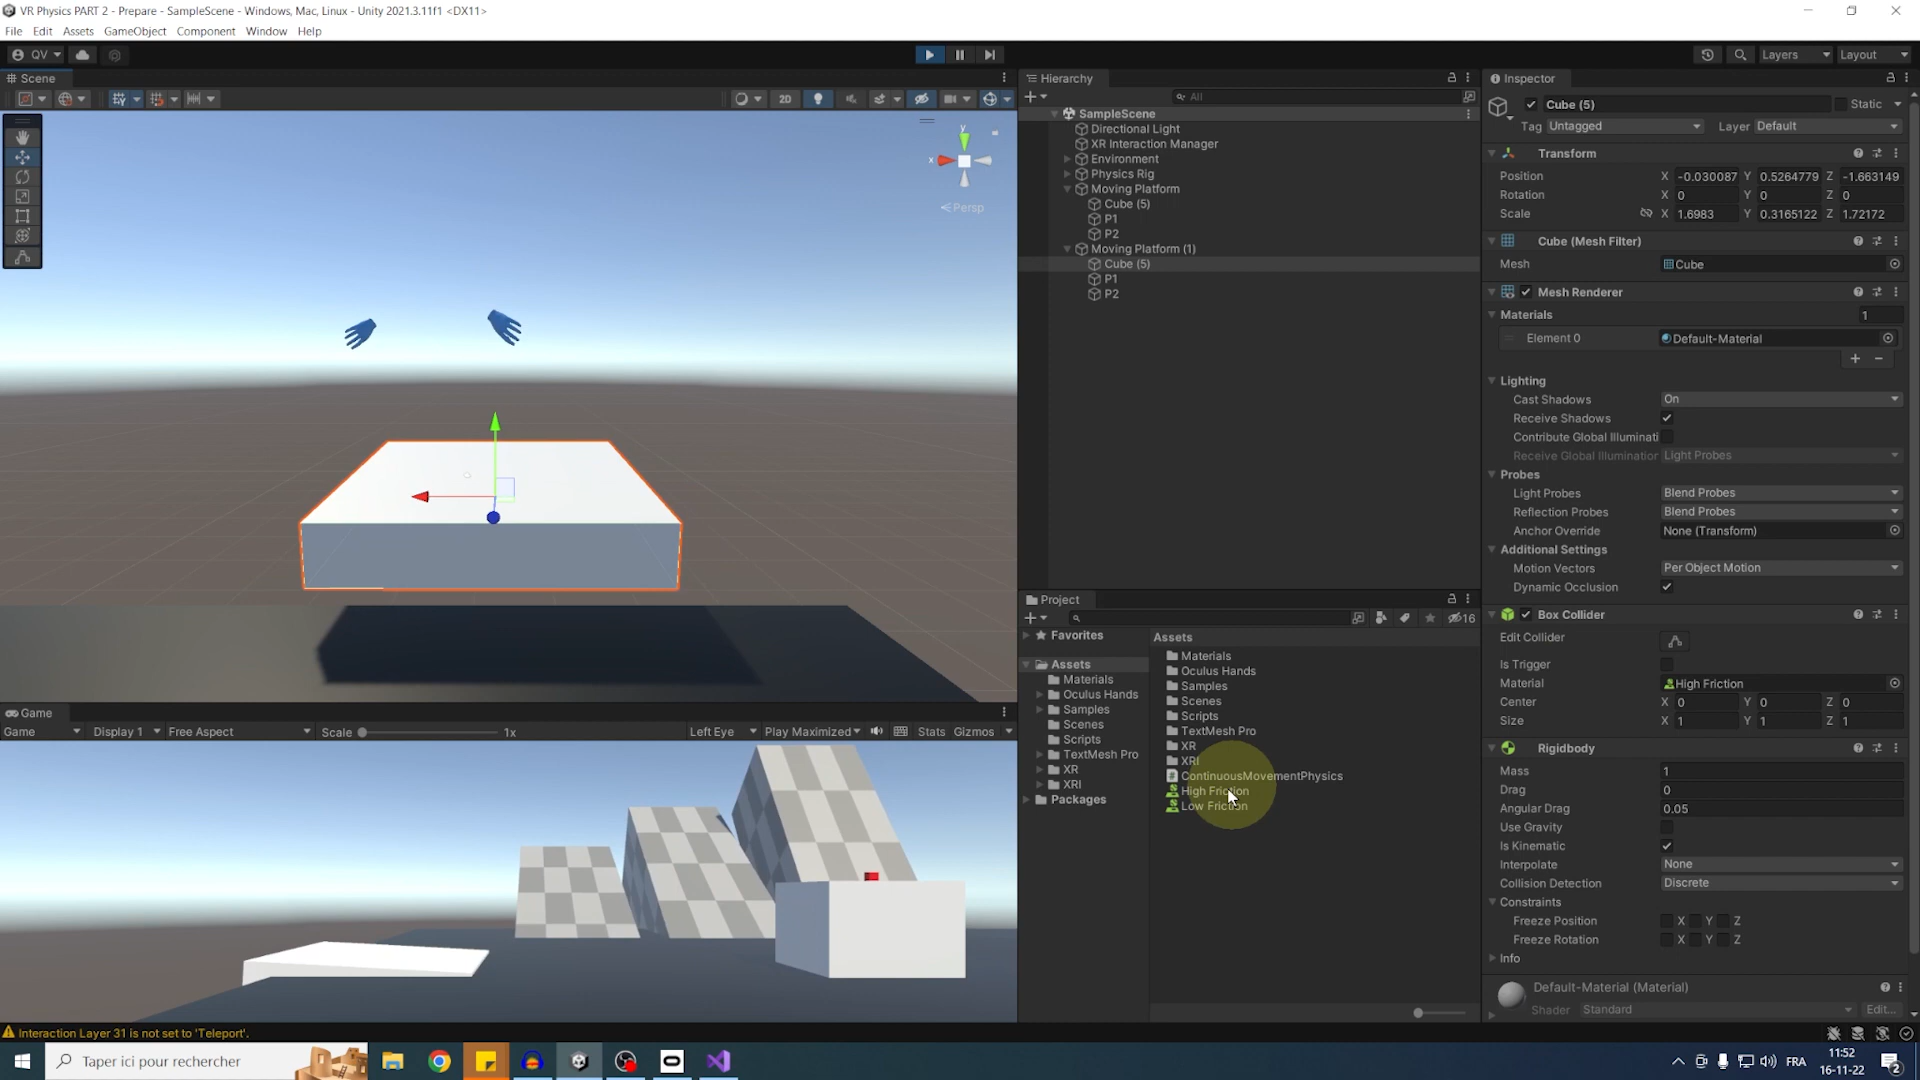 VR Physics PART 2 - Prepare - SampleScene - Windows, Mac, Linux - Unity 2021.3.11f1 <DX11>
File Edit Assets GameObject Component Window Help
QV
Layers
Layout
Scene
2D
y
x
Persp
Hierarchy
All
SampleScene
Directional Light
XR Interaction Manager
Environment
Physics Rig
Moving Platform
Cube (5)
P1
P2
Moving Platform (1)
Cube (5)
P1
P2
Inspector
Cube (5)
Static
Tag Untagged
Layer Default
Transform
Position X -0.030087 Y 0.5264779 Z -1.663149
Rotation X 0 Y 0 Z 0
Scale X 1.6983 Y 0.3165122 Z 1.72172
Cube (Mesh Filter)
Mesh Cube
Mesh Renderer
Materials 1
Element 0 Default-Material
Lighting
Cast Shadows On
Receive Shadows
Contribute Global Illuminati
Receive Global Illumination Light Probes
Probes
Light Probes Blend Probes
Reflection Probes Blend Probes
Anchor Override None (Transform)
Additional Settings
Motion Vectors Per Object Motion
Dynamic Occlusion
Box Collider
Edit Collider
Is Trigger
Material High Friction
Center X 0 Y 0 Z 0
Size X 1 Y 1 Z 1
Rigidbody
Mass 1
Drag 0
Angular Drag 0.05
Use Gravity
Is Kinematic
Interpolate None
Collision Detection Discrete
Constraints
Freeze Position X Y Z
Freeze Rotation X Y Z
Info
Default-Material (Material)
Shader Standard Edit...
Project
16
Favorites
Assets
Materials
Oculus Hands
Samples
Scenes
Scripts
TextMesh Pro
XR
XRI
Packages
Assets
Materials
Oculus Hands
Samples
Scenes
Scripts
TextMesh Pro
XR
XRI
ContinuousMovementPhysics
High Friction
Low Friction
Game
Game Display 1 Free Aspect Scale 1x Left Eye Play Maximized Stats Gizmos
Interaction Layer 31 is not set to 'Teleport'.
Taper ici pour rechercher
FRA
11:52
16-11-22
2